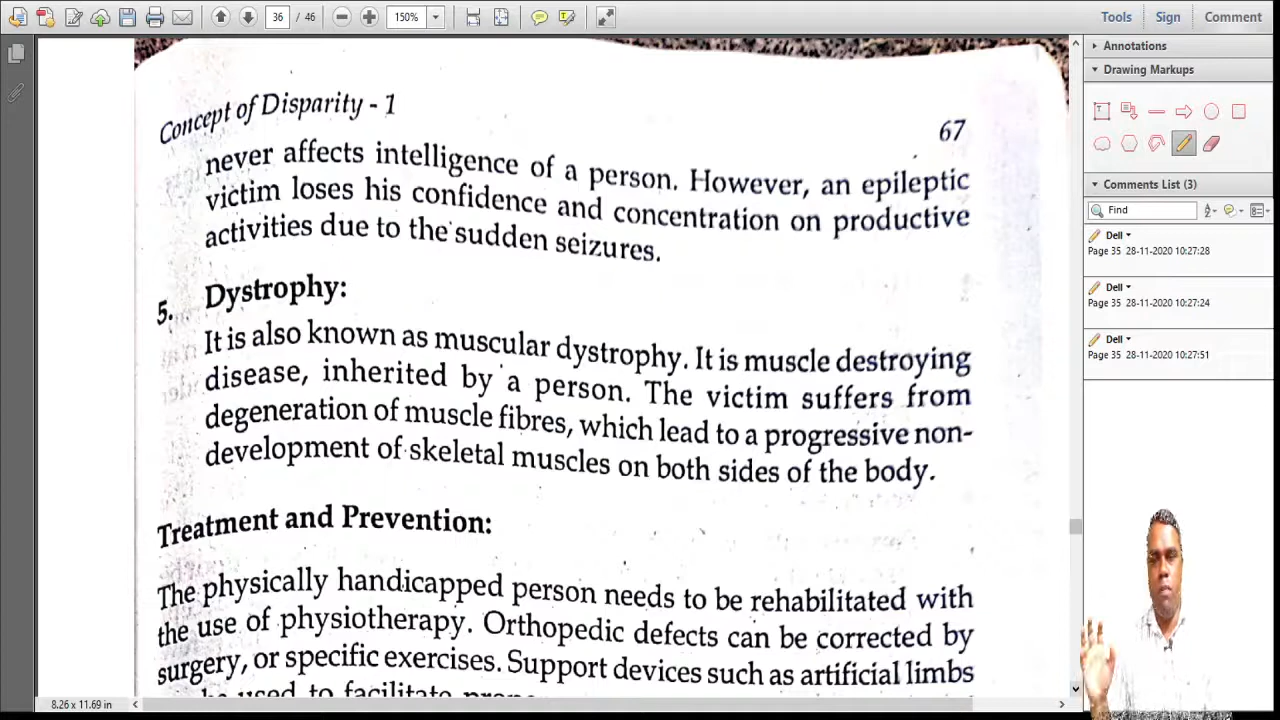 36 / 46
150%
Tools
Sign
Comment
Annotations
Drawing Markups
Comments List (3)
Find
Dell
Page 35 28-11-2020 10:27:28
Dell
Page 35 28-11-2020 10:27:24
Dell
Page 35 28-11-2020 10:27:51
Concept of Disparity - 1
67
never affects intelligence of a person. However, an epileptic
victim loses his confidence and concentration on productive
activities due to the sudden seizures.
5. Dystrophy:
It is also known as muscular dystrophy. It is muscle destroying
disease, inherited by a person. The victim suffers from
degeneration of muscle fibres, which lead to a progressive non-
development of skeletal muscles on both sides of the body.
Treatment and Prevention:
The physically handicapped person needs to be rehabilitated with
the use of physiotherapy. Orthopedic defects can be corrected by
surgery, or specific exercises. Support devices such as artificial limbs
used to facilitate
8.26 x 11.69 in